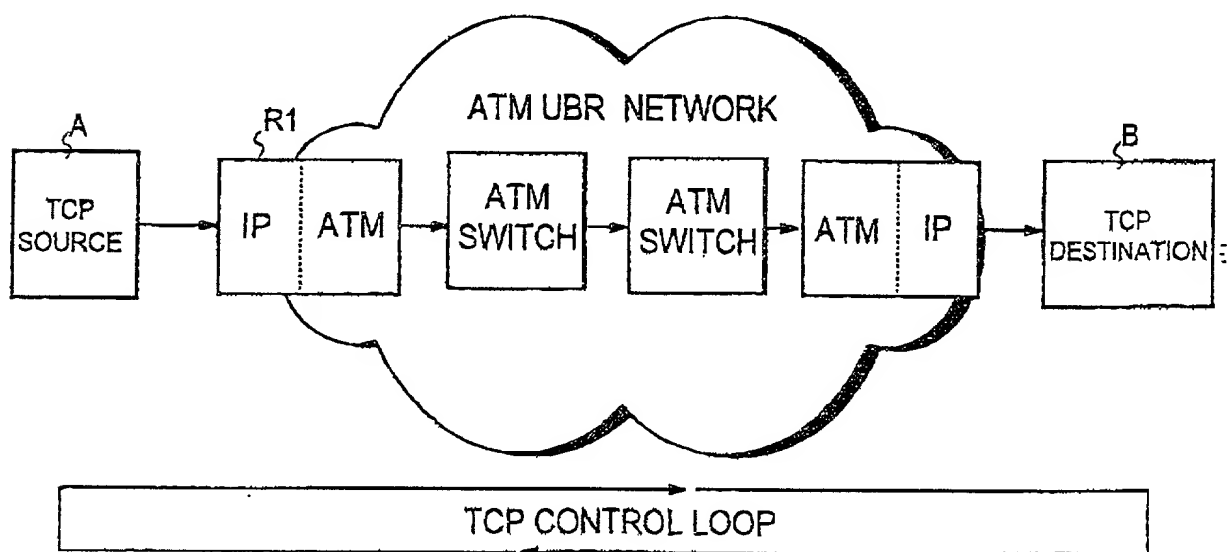 ATM UBR NETWORK
A
R1
B
TCP
SOURCE
IP
ATM
ATM
SWITCH
ATM
SWITCH
ATM
IP
TCP
DESTINATION
TCP CONTROL LOOP